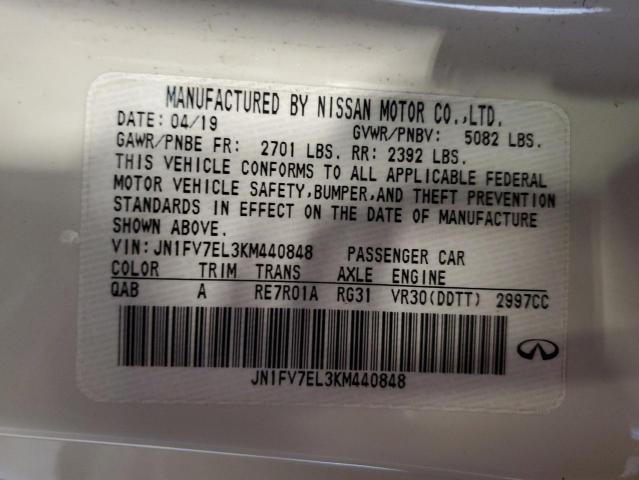 MANUFACTURED BY NISSAN MOTOR CO.,LTD.
DATE: 04/19 GVWR/PNBV: 5082 LBS.
GAWR/PNBE FR: 2701 LBS. RR: 2392 LBS.
THIS VEHICLE CONFORMS TO ALL APPLICABLE FEDERAL
MOTOR VEHICLE SAFETY,BUMPER,AND THEFT PREVENTION
STANDARDS IN EFFECT ON THE DATE OF MANUFACTURE
SHOWN ABOVE.
VIN:JN1FV7EL3KM440848 PASSENGER CAR
COLOR TRIM TRANS AXLE ENGINE
QAB A RE7R01A RG31 VR30(DDTT) 2997CC
JN1FV7EL3KM440848